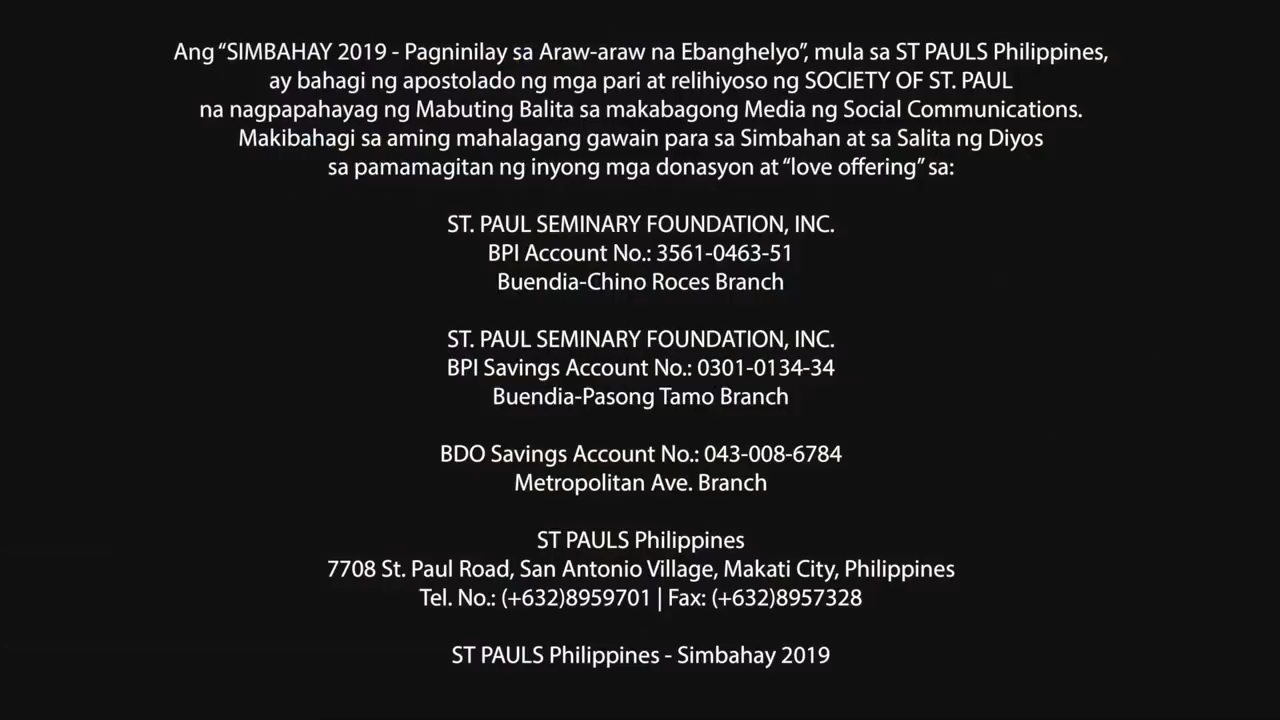 Ang “SIMBAHAY 2019 - Pagninilay sa Araw-araw na Ebanghelyo”, mula sa ST PAULS Philippines,
ay bahagi ng apostolado ng mga pari at relihiyoso ng SOCIETY OF ST. PAUL
na nagpapahayag ng Mabuting Balita sa makabagong Media ng Social Communications.
Makibahagi sa aming mahalagang gawain para sa Simbahan at sa Salita ng Diyos
sa pamamagitan ng inyong mga donasyon at “love offering” sa:
ST. PAUL SEMINARY FOUNDATION, INC.
BPI Account No.: 3561-0463-51
Buendia-Chino Roces Branch
ST. PAUL SEMINARY FOUNDATION, INC.
BPI Savings Account No.: 0301-0134-34
Buendia-Pasong Tamo Branch
BDO Savings Account No.: 043-008-6784
Metropolitan Ave. Branch
ST PAULS Philippines
7708 St. Paul Road, San Antonio Village, Makati City, Philippines
Tel. No.: (+632)8959701 | Fax: (+632)8957328
ST PAULS Philippines - Simbahay 2019